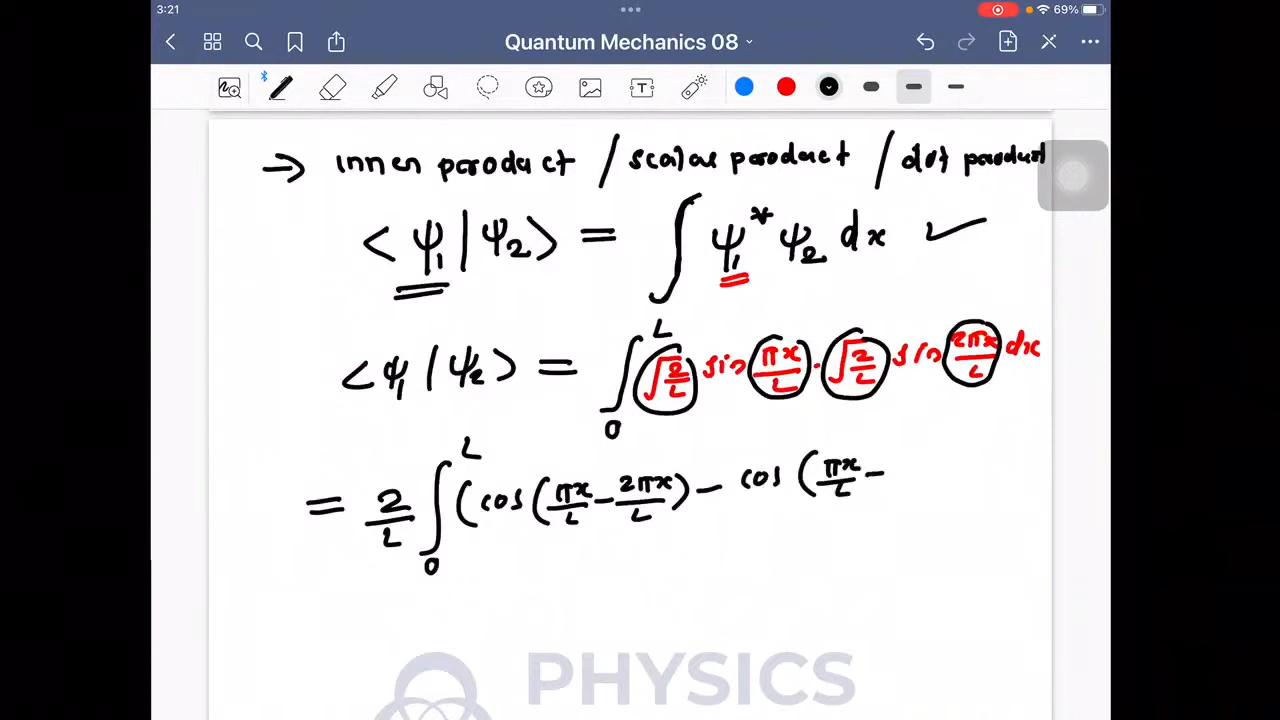 3:21
69%
Quantum Mechanics 08
→ inner product / scalar product / dot product
<ψ₁|ψ₂> = ∫ ψ₁* ψ₂ dx ✓
<ψ₁|ψ₂> = ∫₀ᴸ √(2/L) sin πx/L · √(2/L) sin 2πx/L dx
= 2/L ∫₀ᴸ (cos(πx/L − 2πx/L) − cos(πx/L −
PHYSICS